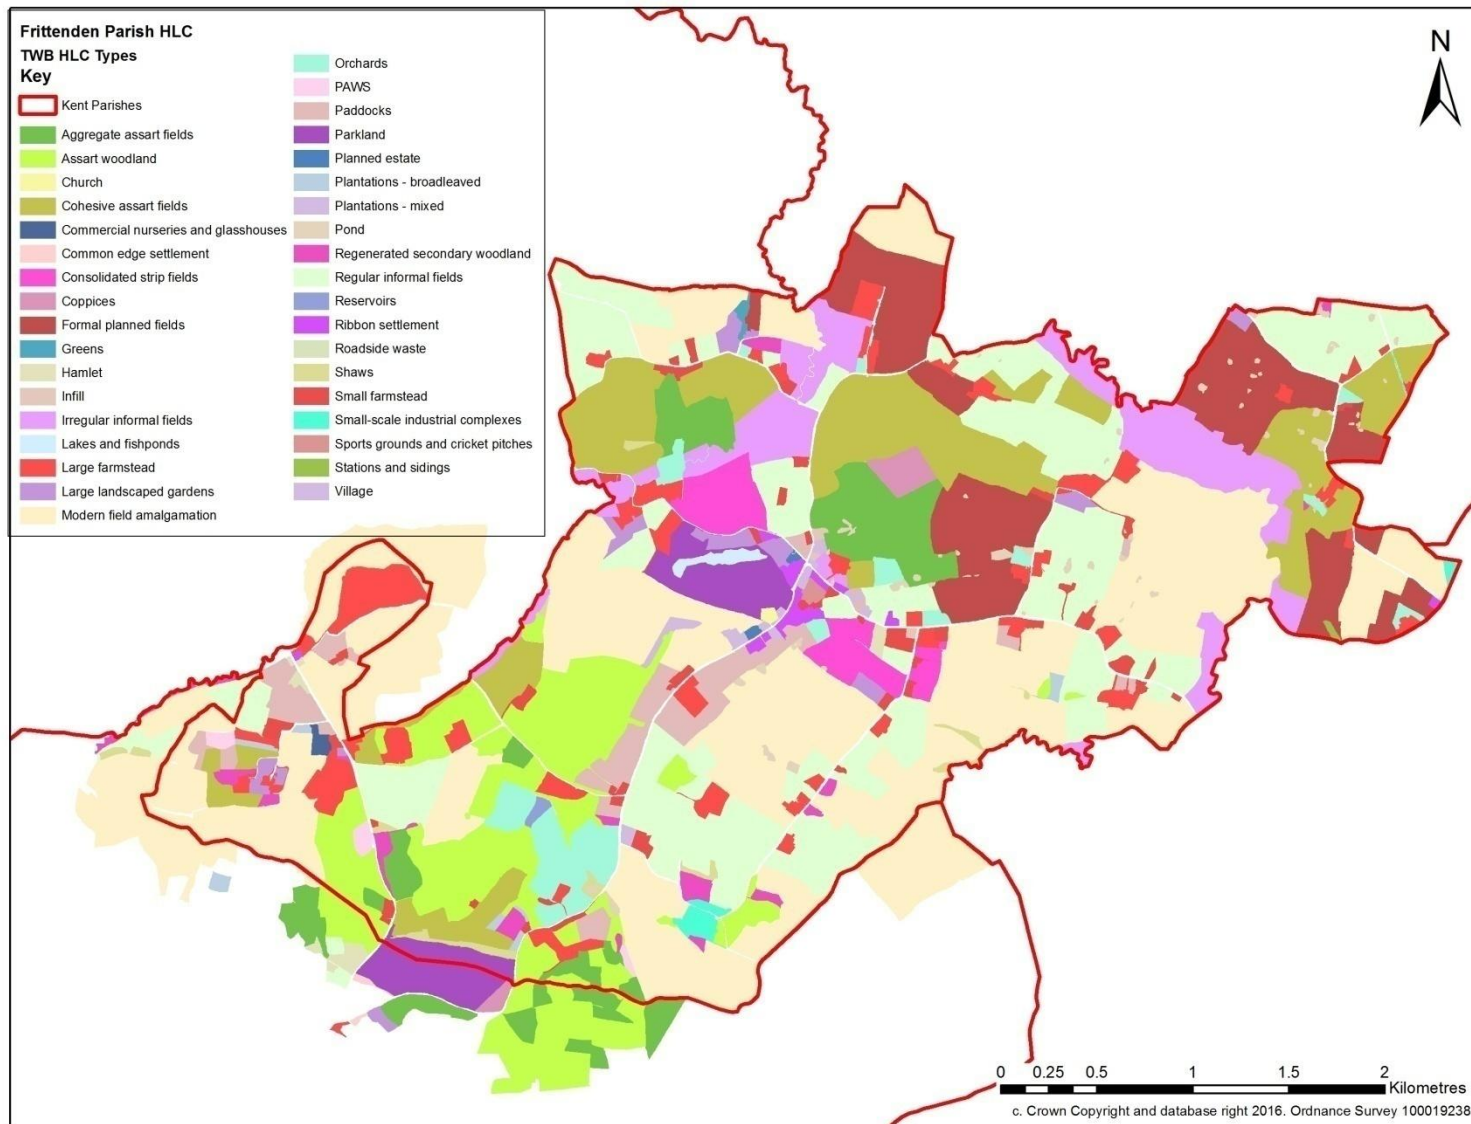 Frittenden Parish HLC
TWB HLC Types
Key
Kent Parishes
Aggregate assart fields
Assart woodland
Church
Cohesive assart fields
Commercial nurseries and glasshouses
Common edge settlement
Consolidated strip fields
Coppices
Formal planned fields
Greens
Hamlet
Infill
Irregular informal fields
Lakes and fishponds
Large farmstead
Large landscaped gardens
Modern field amalgamation
Orchards
PAWS
Paddocks
Parkland
Planned estate
Plantations - broadleaved
Plantations - mixed
Pond
Regenerated secondary woodland
Regular informal fields
Reservoirs
Ribbon settlement
Roadside waste
Shaws
Small farmstead
Small-scale industrial complexes
Sports grounds and cricket pitches
Stations and sidings
Village
N
0 0.25 0.5 1 1.5 2
Kilometres
c. Crown Copyright and database right 2016. Ordnance Survey 100019238